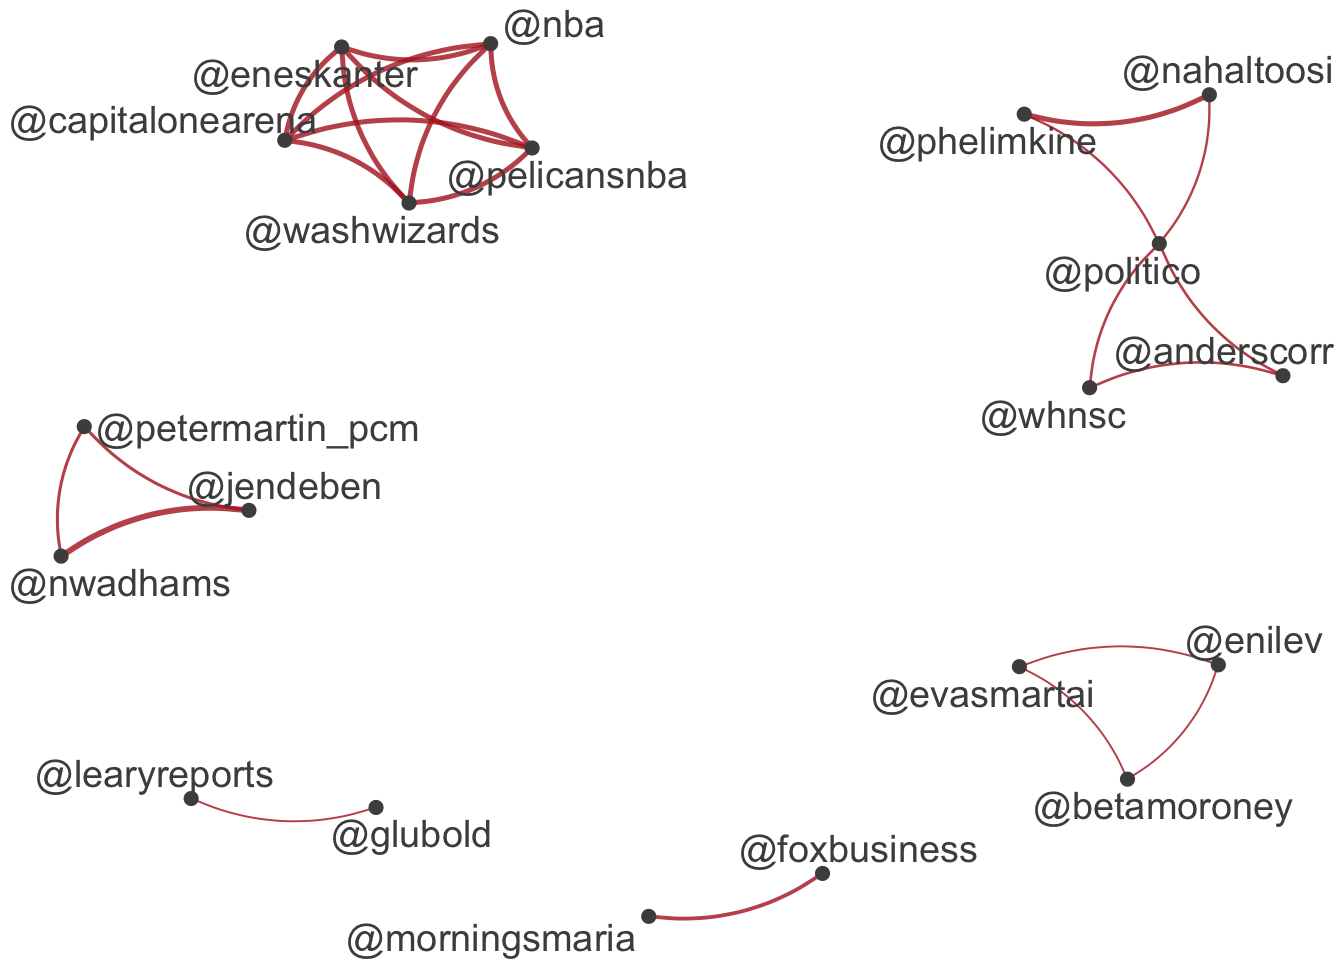 @nba
@eneskanter
@capitalonearena
@pelicansnba
@washwizards
@nahaltoosi
@phelimkine
@politico
@anderscorr
@whnsc
@petermartin_pcm
@jendeben
@nwadhams
@enilev
@evasmartai
@betamoroney
@learyreports
@glubold
@foxbusiness
@morningsmaria